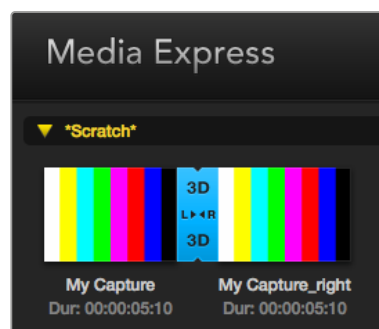 Media Express
*Scratch*
3D
L R
3D
My Capture
Dur: 00:00:05:10
My Capture_right
Dur: 00:00:05:10